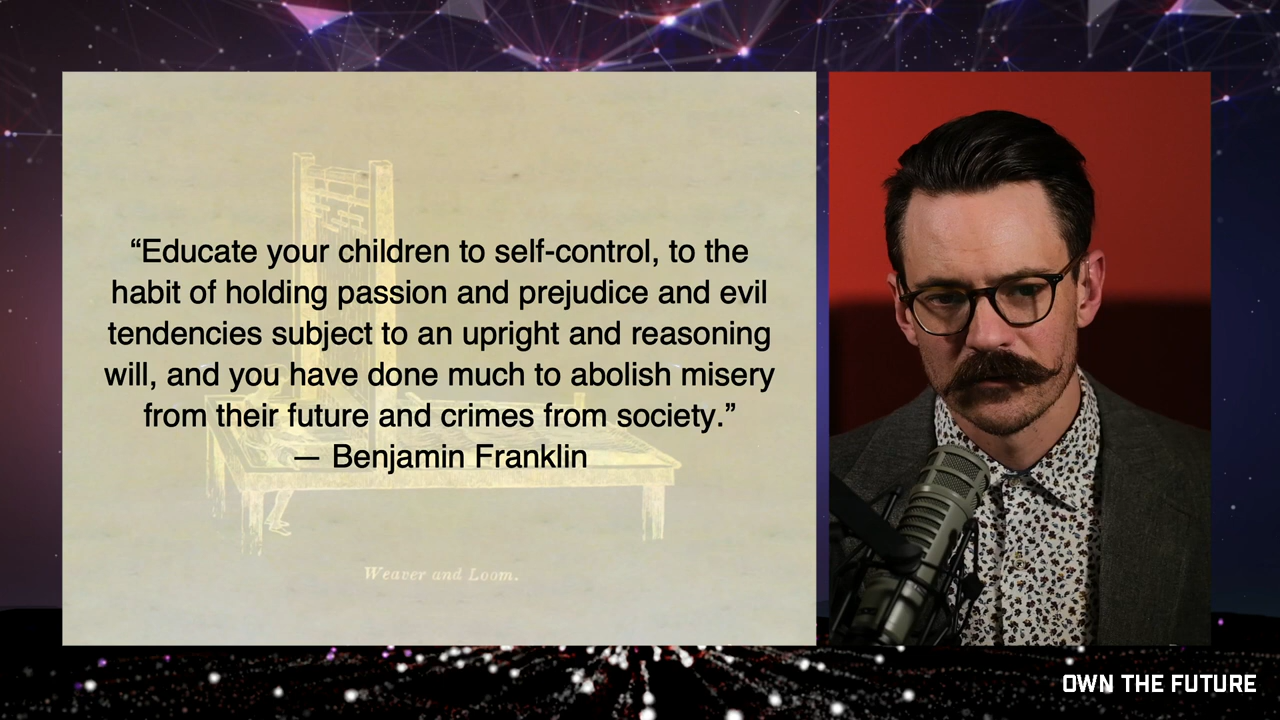 “Educate your children to self-control, to the
habit of holding passion and prejudice and evil
tendencies subject to an upright and reasoning
will, and you have done much to abolish misery
from their future and crimes from society.”
— Benjamin Franklin
Weaver and Loom.
OWN THE FUTURE